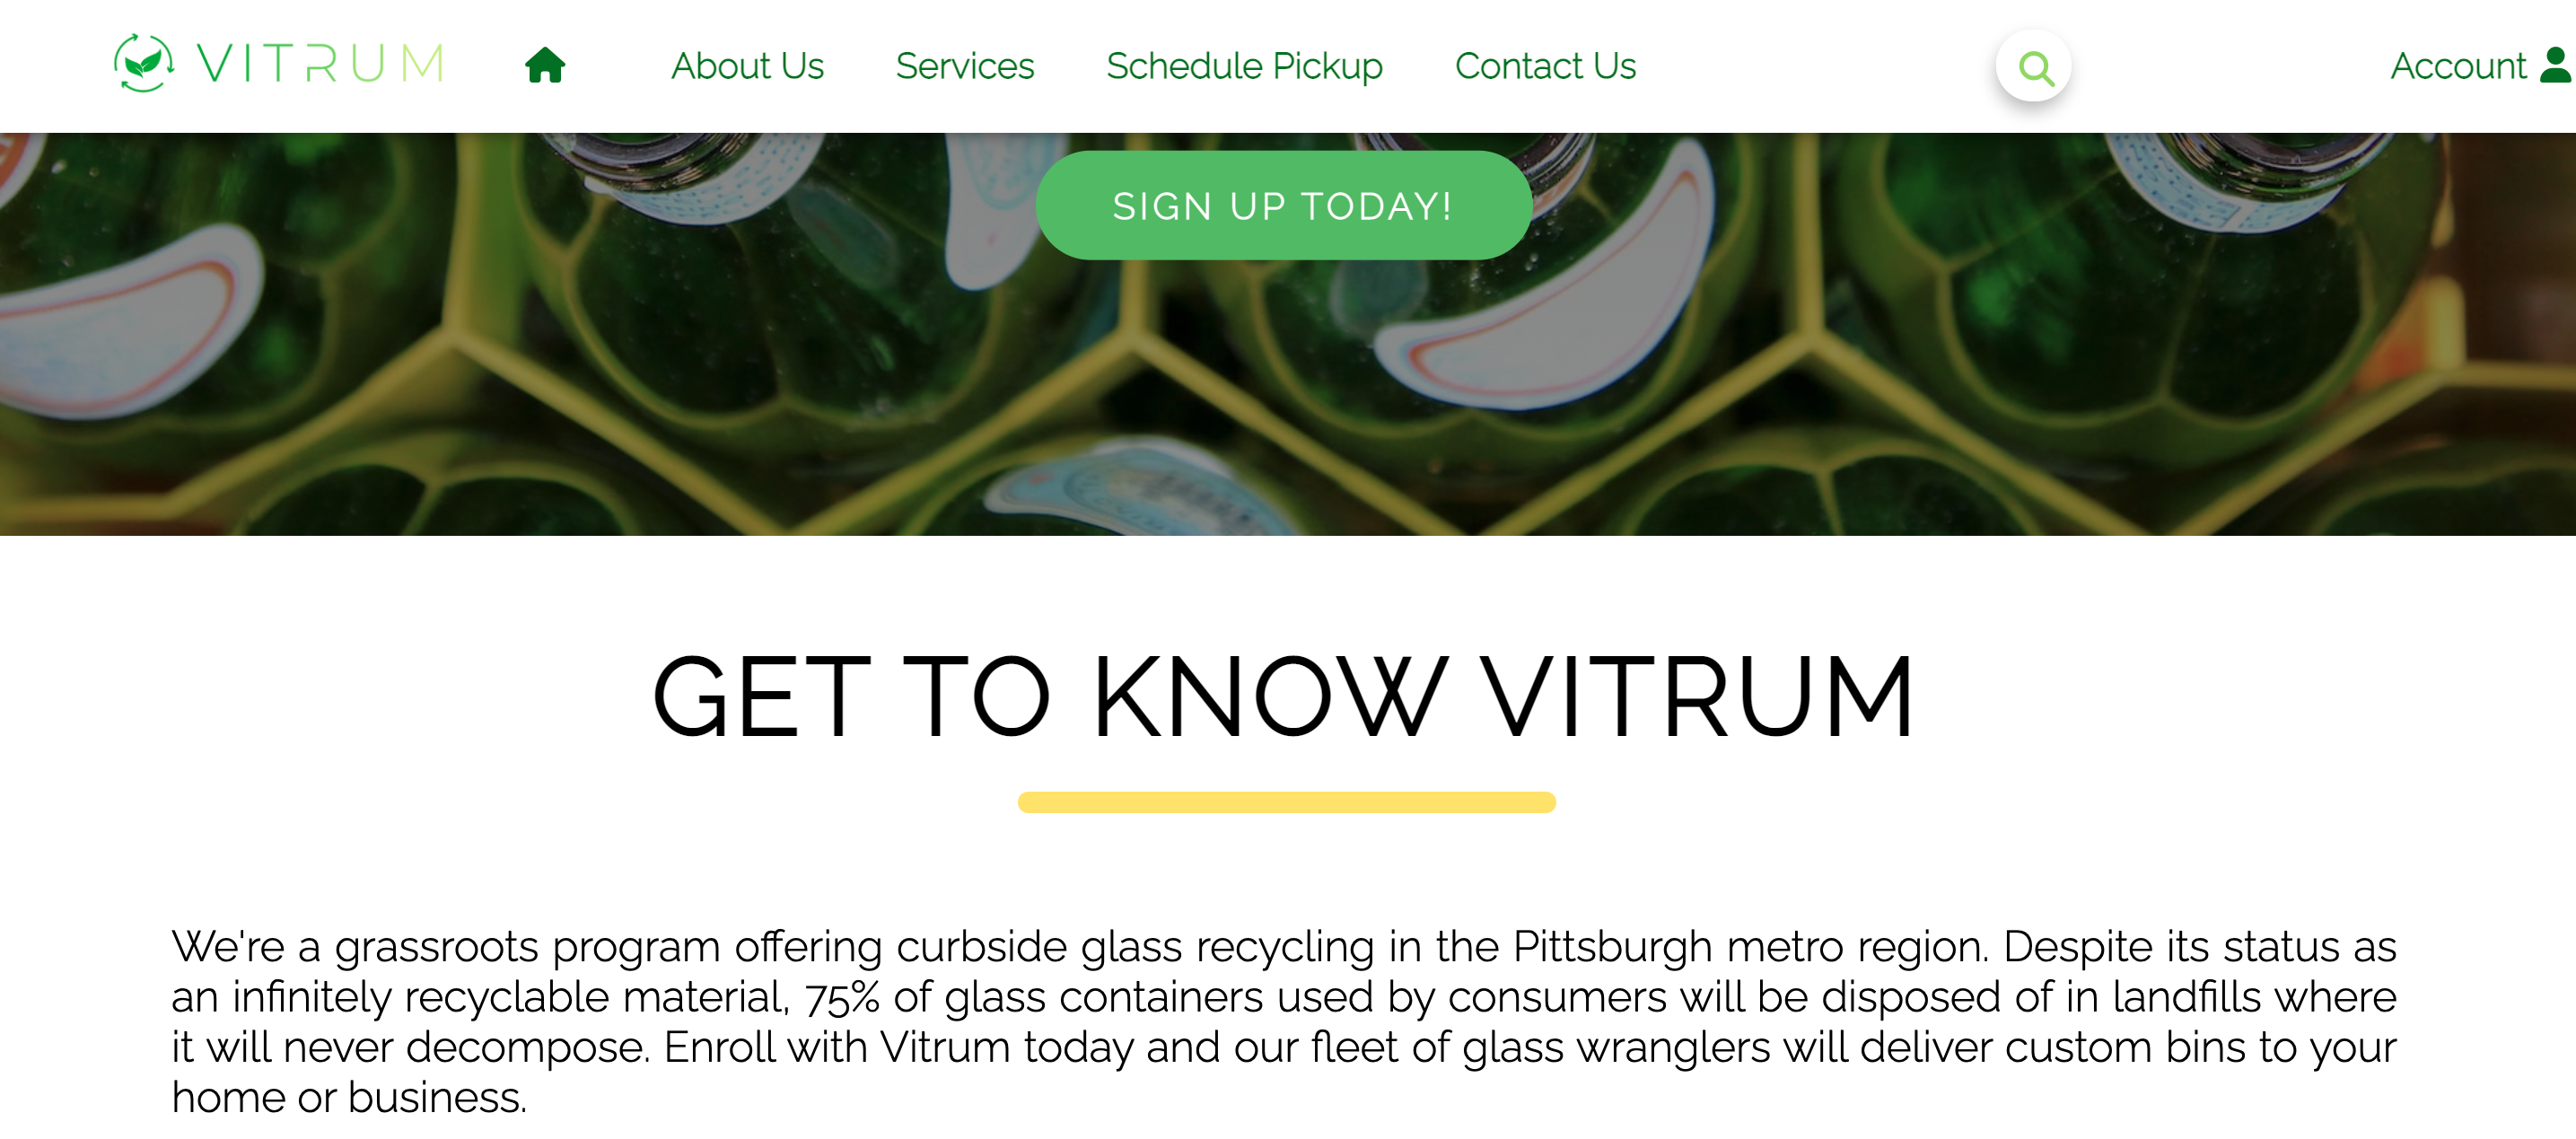 VITRUM
About Us
Services
Schedule Pickup
Contact Us
Account
SIGN UP TODAY!
GET TO KNOW VITRUM
We're a grassroots program offering curbside glass recycling in the Pittsburgh metro region. Despite its status as
an infinitely recyclable material, 75% of glass containers used by consumers will be disposed of in landfills where
it will never decompose. Enroll with Vitrum today and our fleet of glass wranglers will deliver custom bins to your
home or business.